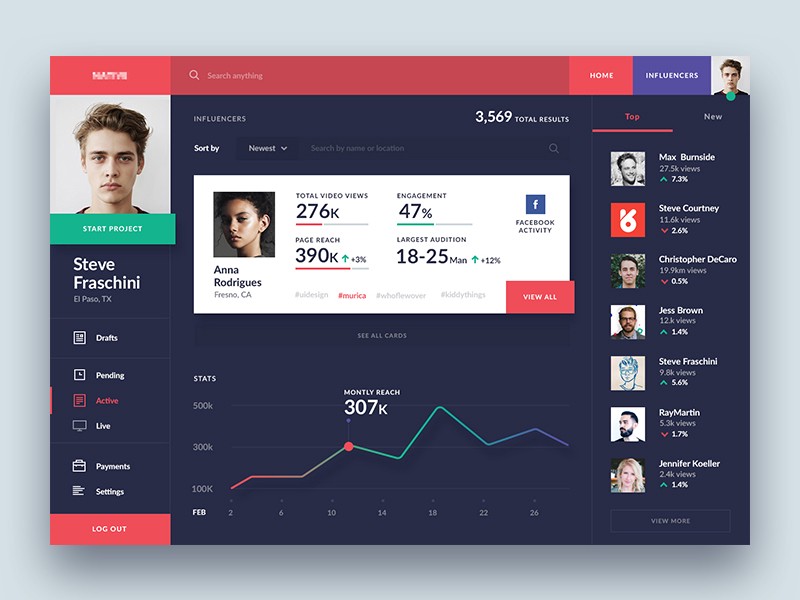 Search anything
HOME
INFLUENCERS
START PROJECT
Steve
Fraschini
El Paso, TX
Drafts
Pending
Active
Live
Payments
Settings
LOG OUT
INFLUENCERS
3,569 TOTAL RESULTS
Sort by
Newest
Search by name or location
Anna
Rodrigues
Fresno, CA
TOTAL VIDEO VIEWS
276K
ENGAGEMENT
47%
PAGE REACH
390K +3%
LARGEST AUDITION
18-25 Man +12%
f
FACEBOOK
ACTIVITY
#uidesign #murica #whoflewover #kiddythings
VIEW ALL
SEE ALL CARDS
STATS
MONTLY REACH
307K
500k
300k
100K
FEB 2 6 10 14 18 22 26
Top New
Max Burnside
27.5k views
7.3%
Steve Courtney
11.6k views
2.6%
Christopher DeCaro
19.9km views
0.5%
Jess Brown
12.k views
1.4%
Steve Fraschini
9.8k views
5.6%
RayMartin
5.3k views
1.7%
Jennifer Koeller
2.4k views
1.4%
VIEW MORE